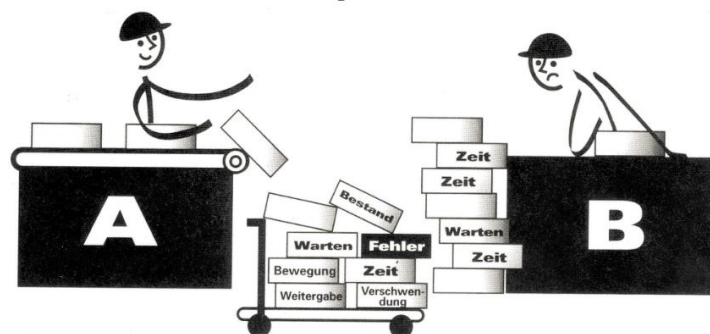 A
Bestand
Warten
Fehler
Bewegung
Zeit
Weitergabe
Verschwen-
dung
Zeit
Zeit
Warten
Zeit
B